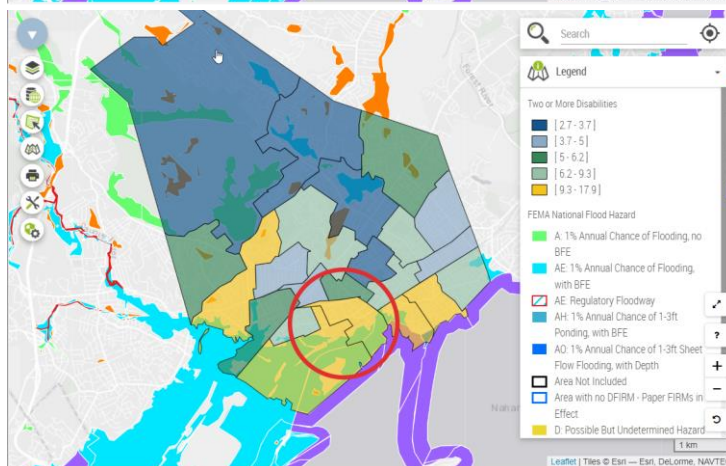 Search
Legend
Two or More Disabilities
[ 2.7 - 3.7 ]
[ 3.7 - 5 ]
[ 5 - 6.2 ]
[ 6.2 - 9.3 ]
[ 9.3 - 17.9 ]
FEMA National Flood Hazard
A: 1% Annual Chance of Flooding, no
BFE
AE: 1% Annual Chance of Flooding,
with BFE
AE: Regulatory Floodway
AH: 1% Annual Chance of 1-3ft
Ponding, with BFE
AO: 1% Annual Chance of 1-3ft Sheet
Flow Flooding, with Depth
Area Not Included
Area with no DFIRM - Paper FIRMs in
Effect
D: Possible But Undetermined Hazard
?
+
−
Forest River
1 km
Leaflet | Tiles © Esri — Esri, DeLorme, NAVTE